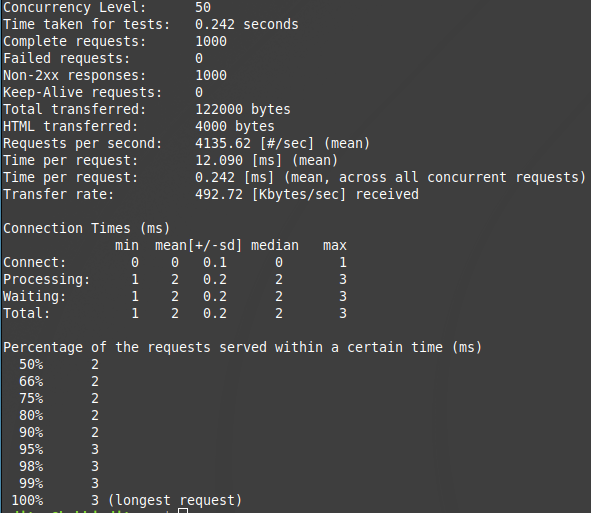 Concurrency Level:      50
Time taken for tests:   0.242 seconds
Complete requests:      1000
Failed requests:        0
Non-2xx responses:      1000
Keep-Alive requests:    0
Total transferred:      122000 bytes
HTML transferred:       4000 bytes
Requests per second:    4135.62 [#/sec] (mean)
Time per request:       12.090 [ms] (mean)
Time per request:       0.242 [ms] (mean, across all concurrent requests)
Transfer rate:          492.72 [Kbytes/sec] received

Connection Times (ms)
              min  mean[+/-sd] median   max
Connect:        0    0   0.1      0       1
Processing:     1    2   0.2      2       3
Waiting:        1    2   0.2      2       3
Total:          1    2   0.2      2       3

Percentage of the requests served within a certain time (ms)
  50%      2
  66%      2
  75%      2
  80%      2
  90%      2
  95%      3
  98%      3
  99%      3
 100%      3 (longest request)